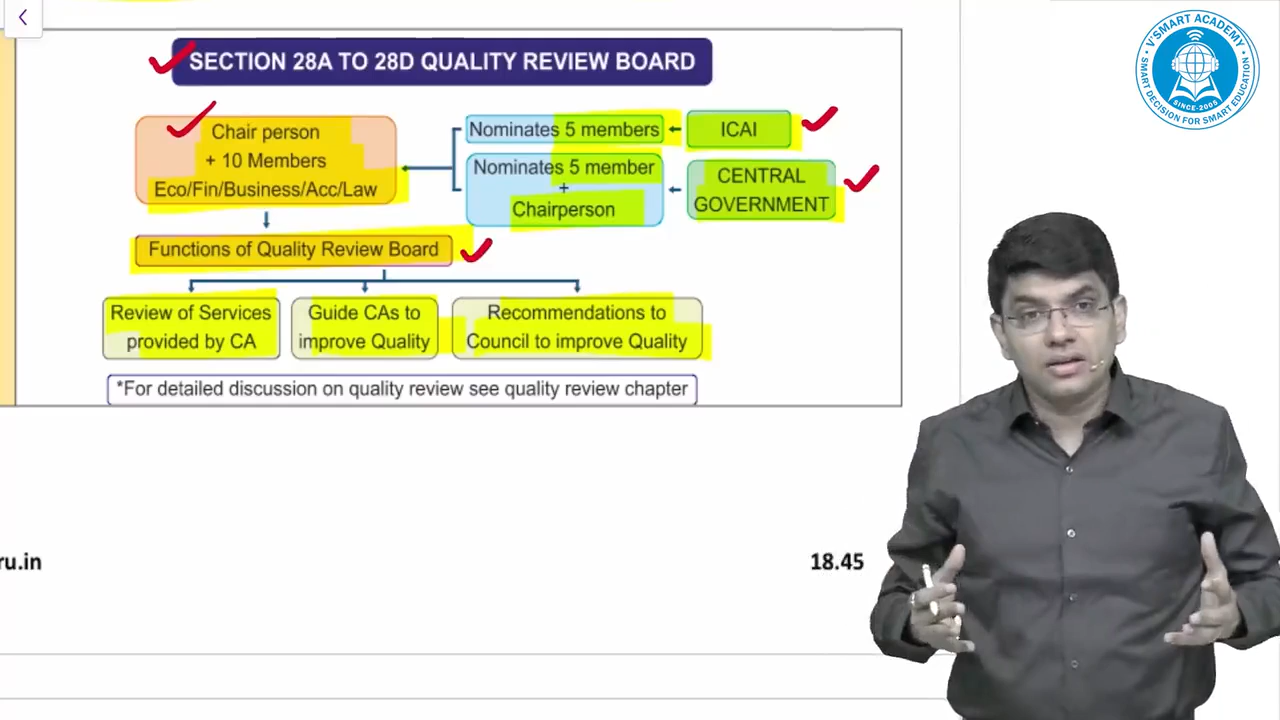 V'SMART ACADEMY
SMART DECISION FOR SMART EDUCATION
SINCE-2005
SECTION 28A TO 28D QUALITY REVIEW BOARD
Chair person
+ 10 Members
Eco/Fin/Business/Acc/Law
Nominates 5 members
ICAI
Nominates 5 member
+
Chairperson
CENTRAL
GOVERNMENT
Functions of Quality Review Board
Review of Services
provided by CA
Guide CAs to
improve Quality
Recommendations to
Council to improve Quality
*For detailed discussion on quality review see quality review chapter
ru.in
18.45